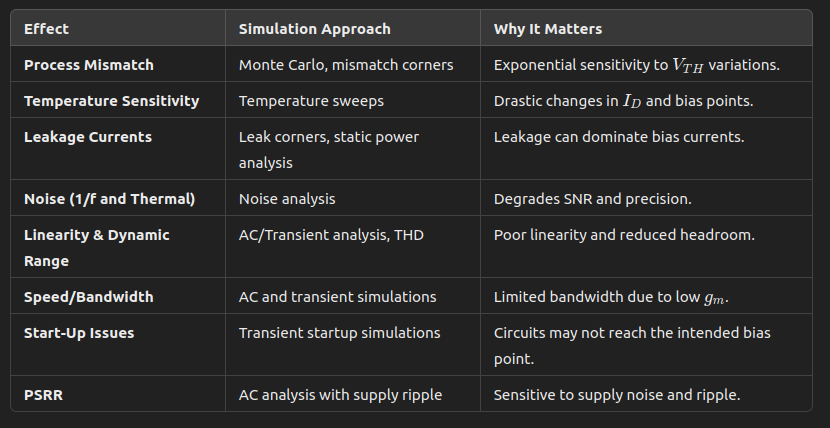 Effect Simulation Approach Why It Matters
Process Mismatch Monte Carlo, mismatch corners Exponential sensitivity to V_TH variations.
Temperature Sensitivity Temperature sweeps Drastic changes in I_D and bias points.
Leakage Currents Leak corners, static power Leakage can dominate bias currents.
analysis
Noise (1/f and Thermal) Noise analysis Degrades SNR and precision.
Linearity & Dynamic AC/Transient analysis, THD Poor linearity and reduced headroom.
Range
Speed/Bandwidth AC and transient simulations Limited bandwidth due to low g_m.
Start-Up Issues Transient startup simulations Circuits may not reach the intended bias
point.
PSRR AC analysis with supply ripple Sensitive to supply noise and ripple.